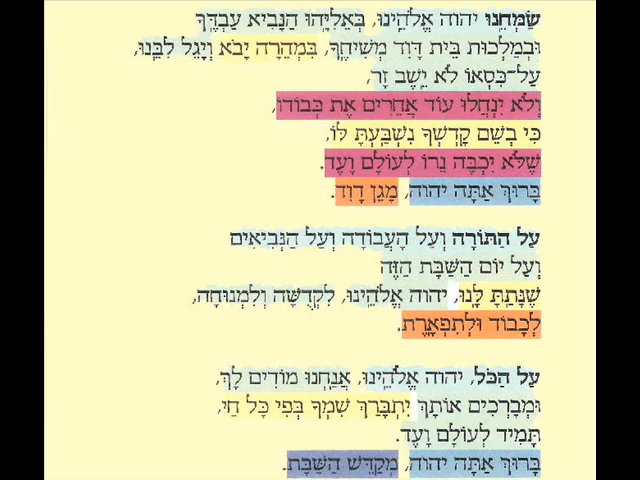 שַׂמְּחֵנוּ יהוה אֱלֹהֵינוּ, בְּאֵלִיָּהוּ הַנָּבִיא עַבְדֶּךָ
וּבְמַלְכוּת בֵּית דָּוִד מְשִׁיחֶךָ, בִּמְהֵרָה יָבֹא וְיָגֵל לִבֵּנוּ,
עַל־כִּסְאוֹ לֹא יֵשֵׁב זָר,
וְלֹא יִנְחֲלוּ עוֹד אֲחֵרִים אֶת כְּבוֹדוֹ,
כִּי בְשֵׁם קָדְשְׁךָ נִשְׁבַּעְתָּ לּוֹ,
שֶׁלֹּא יִכְבֶּה נֵרוֹ לְעוֹלָם וָעֶד.
בָּרוּךְ אַתָּה יהוה, מָגֵן דָּוִד.
עַל הַתּוֹרָה וְעַל הָעֲבוֹדָה וְעַל הַנְּבִיאִים
וְעַל יוֹם הַשַּׁבָּת הַזֶּה
שֶׁנָּתַתָּ לָּנוּ, יהוה אֱלֹהֵינוּ, לִקְדֻשָּׁה וְלִמְנוּחָה,
לְכָבוֹד וּלְתִפְאָרֶת.
עַל הַכֹּל, יהוה אֱלֹהֵינוּ, אֲנַחְנוּ מוֹדִים לָךְ,
וּמְבָרְכִים אוֹתָךְ יִתְבָּרַךְ שִׁמְךָ בְּפִי כָּל חַי,
תָּמִיד לְעוֹלָם וָעֶד.
בָּרוּךְ אַתָּה יהוה, מְקַדֵּשׁ הַשַּׁבָּת.